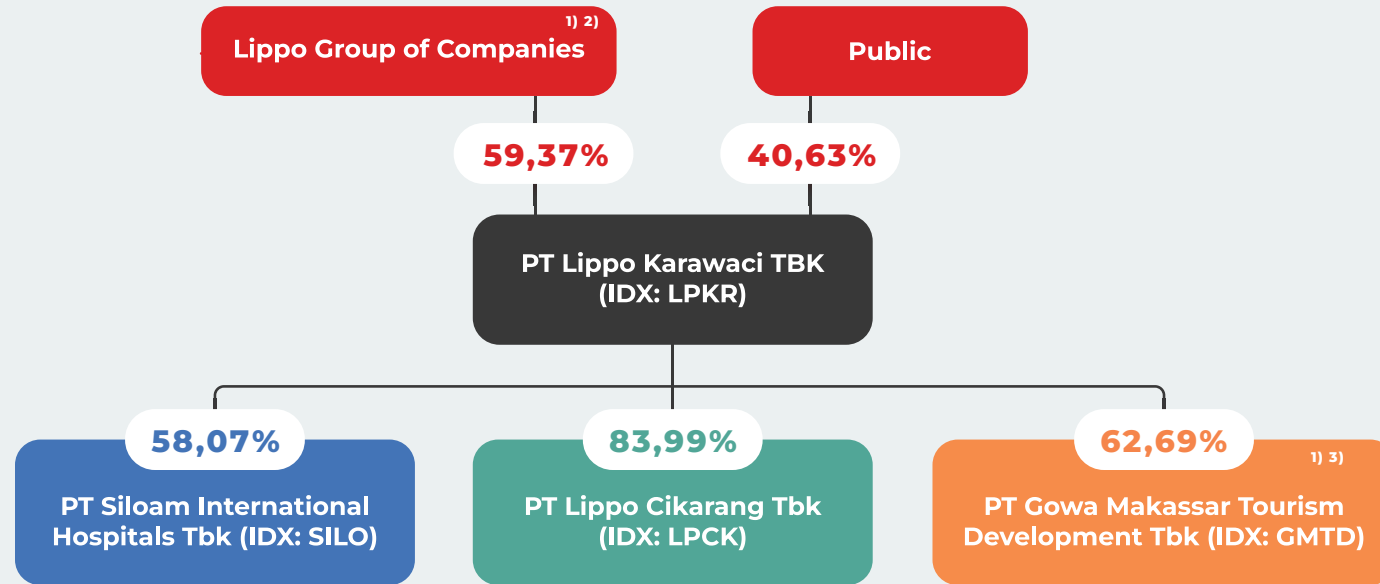 1) 2)
Lippo Group of Companies
Public
59,37%
40,63%
PT Lippo Karawaci TBK
(IDX: LPKR)
58,07%
83,99%
62,69%
PT Siloam International
Hospitals Tbk (IDX: SILO)
PT Lippo Cikarang Tbk
(IDX: LPCK)
1) 3)
PT Gowa Makassar Tourism
Development Tbk (IDX: GMTD)